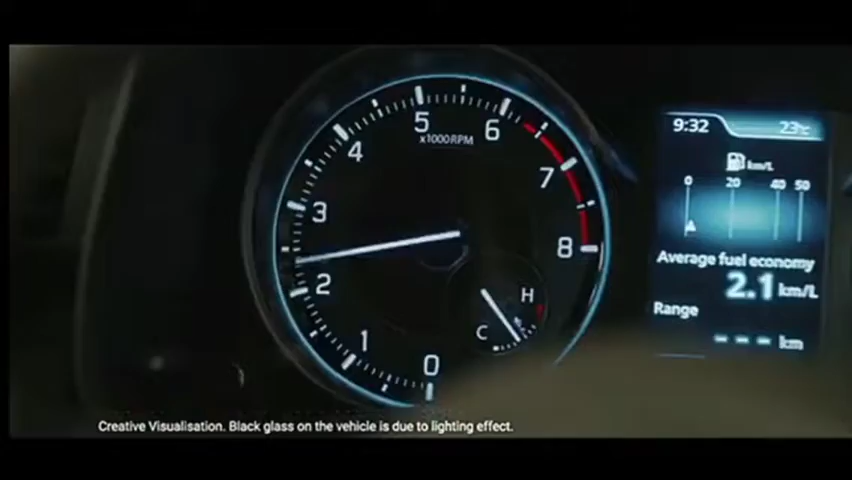 5
x1000RPM
6
4
7
3
8
2
H
C
1
0
9:32
23°C
km/L
0 20 40 50
Average fuel economy
2.1 km/L
Range
--- km
Creative Visualisation. Black glass on the vehicle is due to lighting effect.